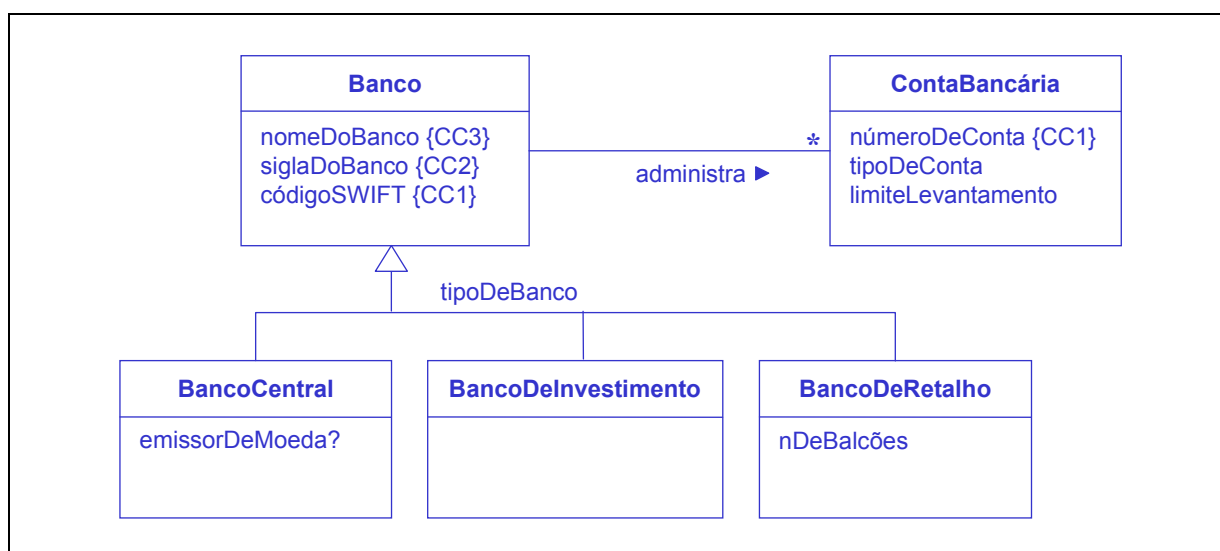 Banco
nomeDoBanco {CC3}
siglaDoBanco {CC2}
códigoSWIFT {CC1}
administra ►
*
ContaBancária
númeroDeConta {CC1}
tipoDeConta
limiteLevantamento
tipoDeBanco
BancoCentral
emissorDeMoeda?
BancoDeInvestimento
BancoDeRetalho
nDeBalcões